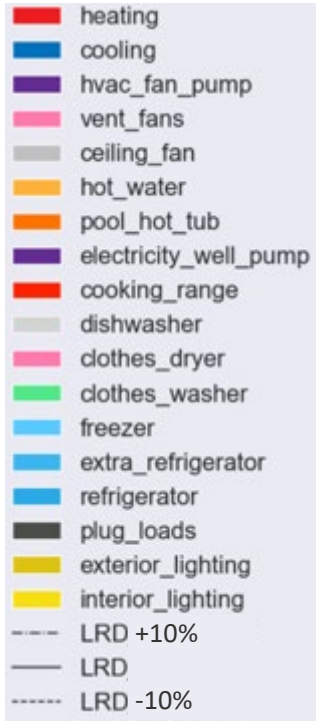 heating
cooling
hvac_fan_pump
vent_fans
ceiling_fan
hot_water
pool_hot_tub
electricity_well_pump
cooking_range
dishwasher
clothes_dryer
clothes_washer
freezer
extra_refrigerator
refrigerator
plug_loads
exterior_lighting
interior_lighting
LRD +10%
LRD
LRD -10%